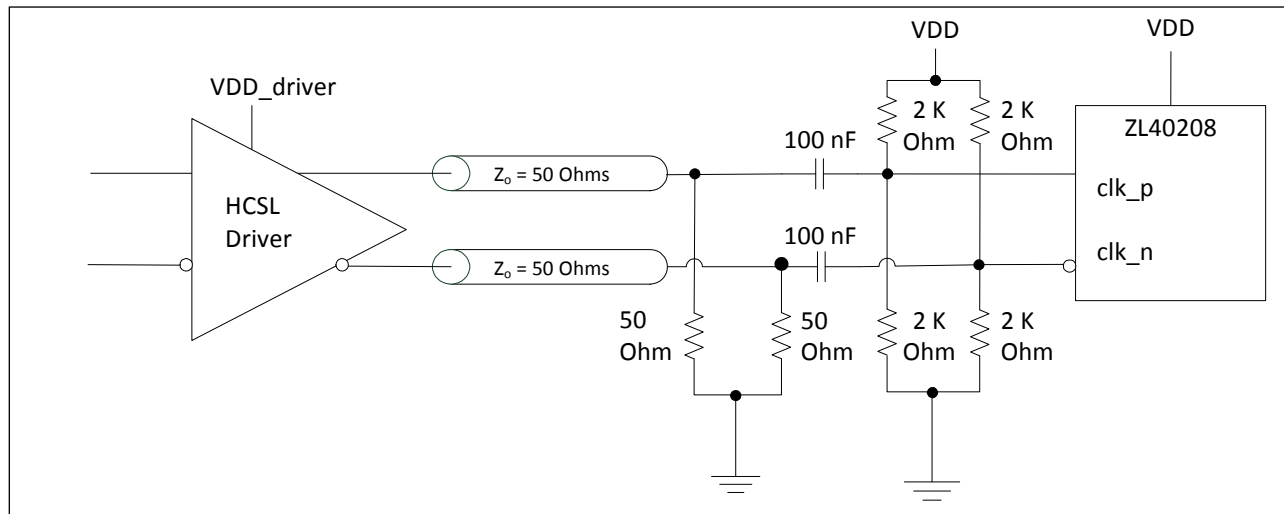 VDD
VDD
VDD_driver
2 K
Ohm
2 K
Ohm
ZL40208
100 nF
Zo = 50 Ohms
clk_p
HCSL
Driver
100 nF
clk_n
Zo = 50 Ohms
50
Ohm
50
Ohm
2 K
Ohm
2 K
Ohm